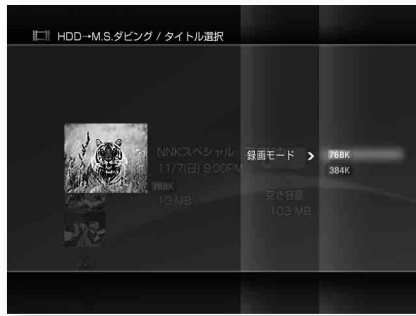 HDD→M.S.ダビング / タイトル選択
NNKスペシャル
11/7(日) 9:00PM
768K
13 MB
録画モード
768K
384K
空き容量
103 MB